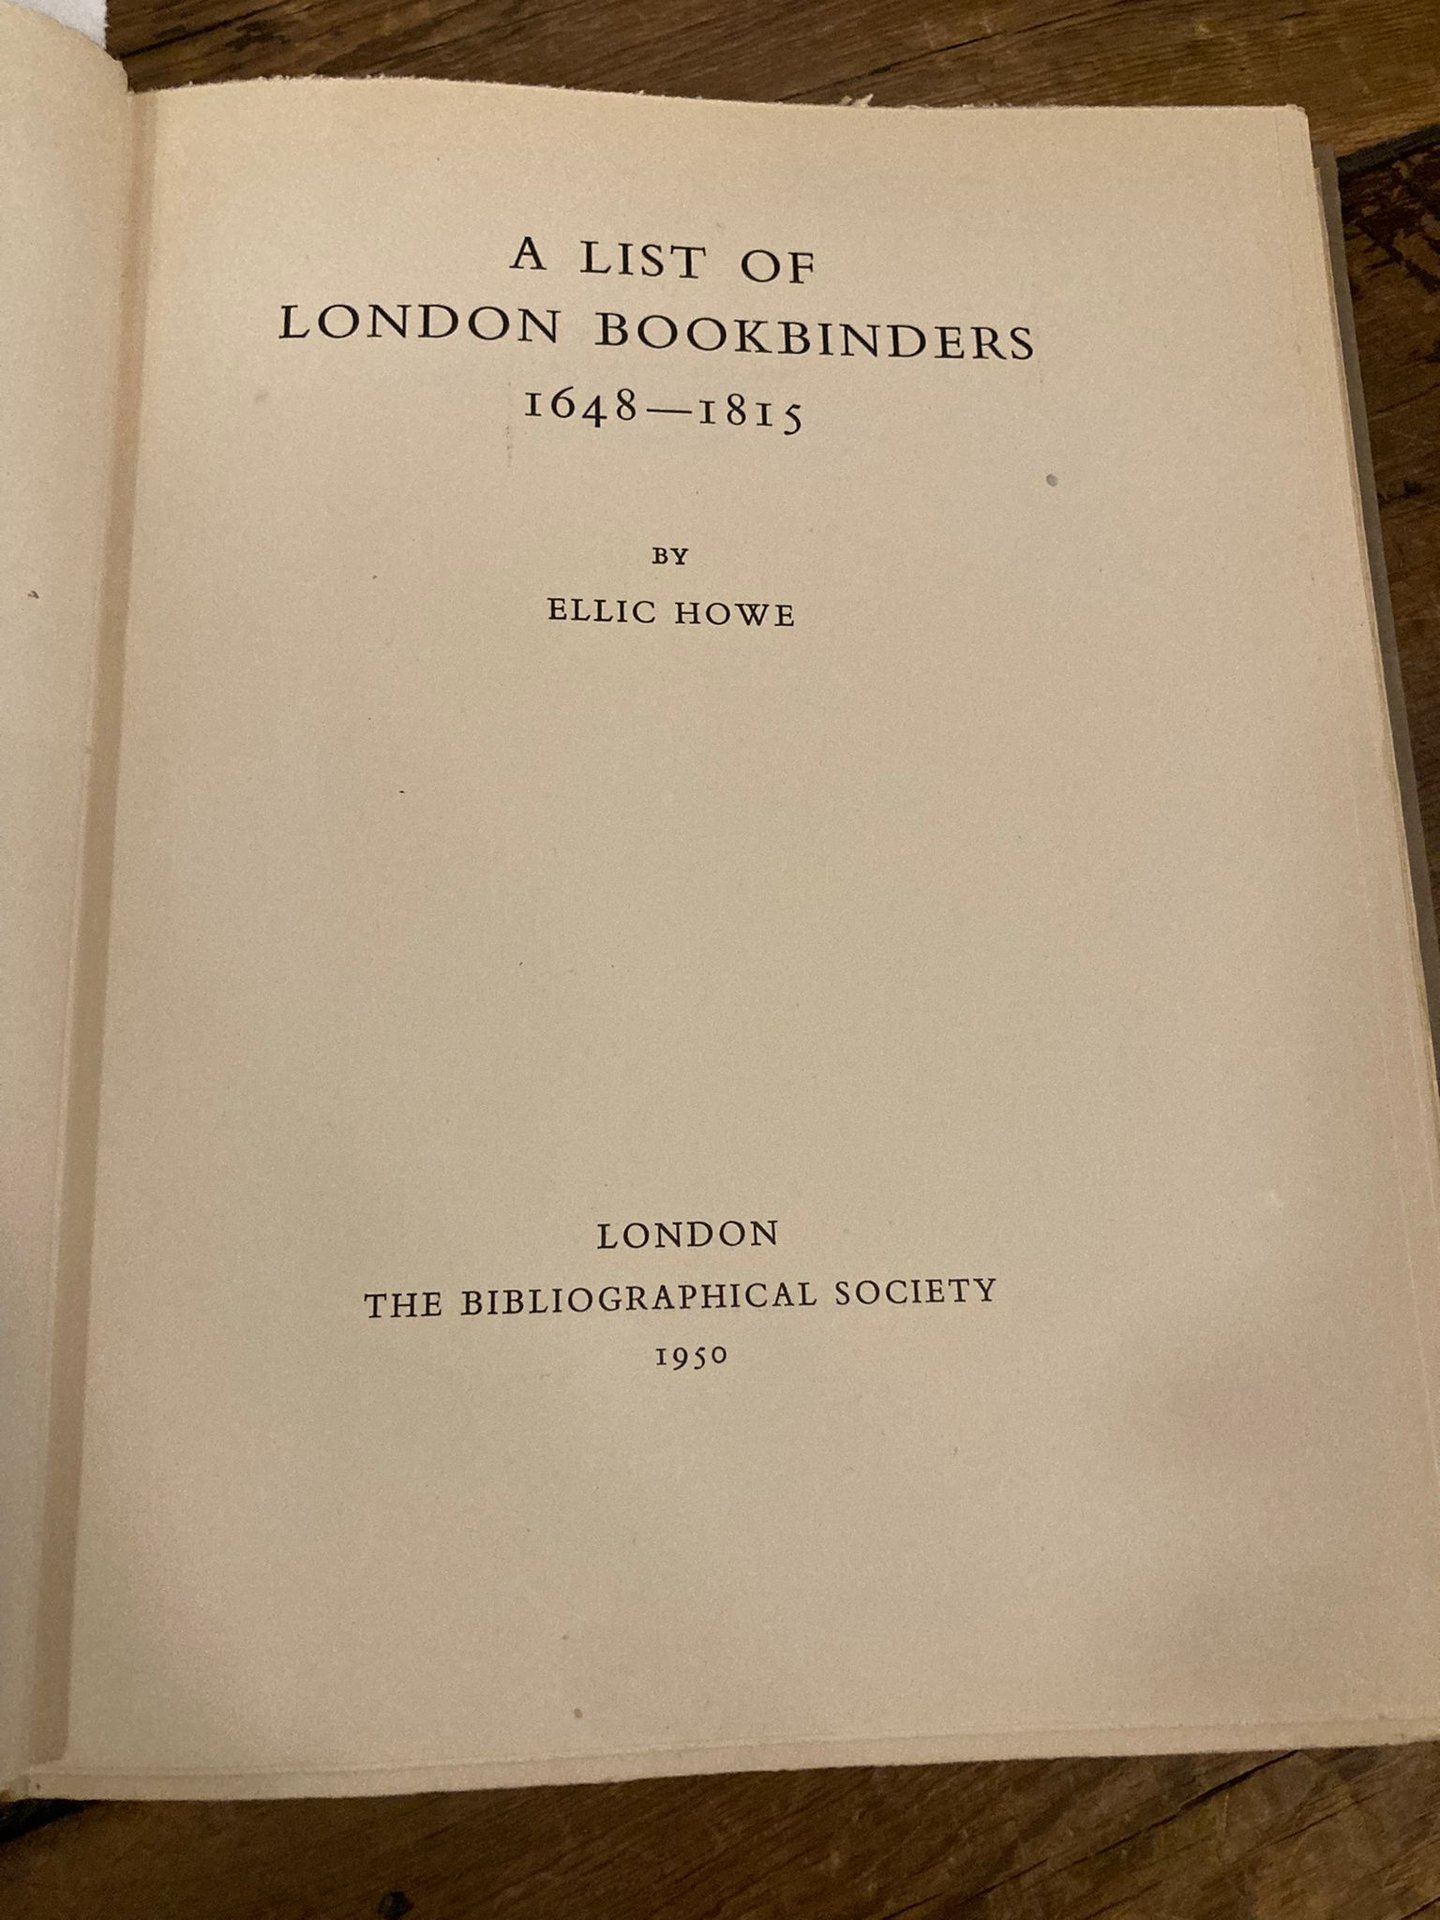 A LIST OF
LONDON BOOKBINDERS
1648—1815
BY
ELLIC HOWE
LONDON
THE BIBLIOGRAPHICAL SOCIETY
1950